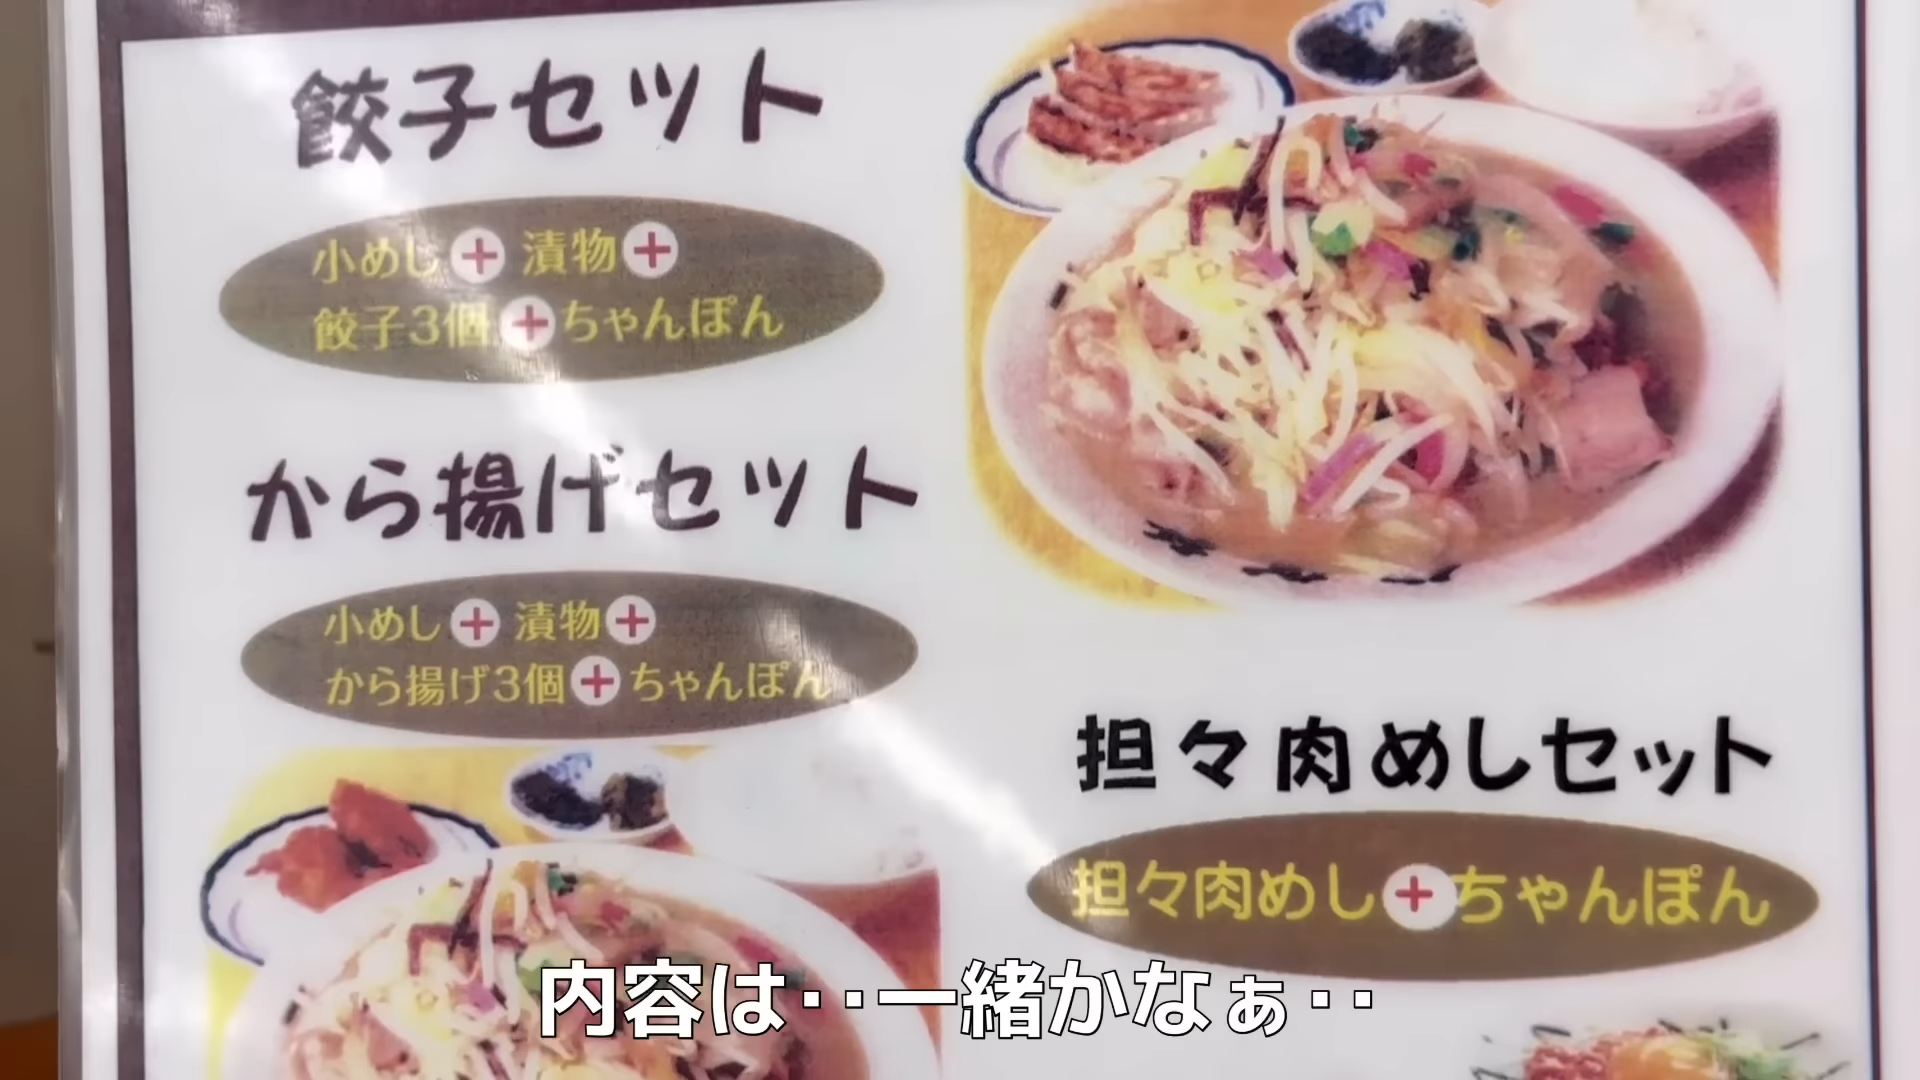 餃子セット
小めし+漬物+
餃子3個+ちゃんぽん
から揚げセット
小めし+漬物+
から揚げ3個+ちゃんぽん
担々肉めしセット
担々肉めし+ちゃんぽん
内容は‥一緒かなぁ‥